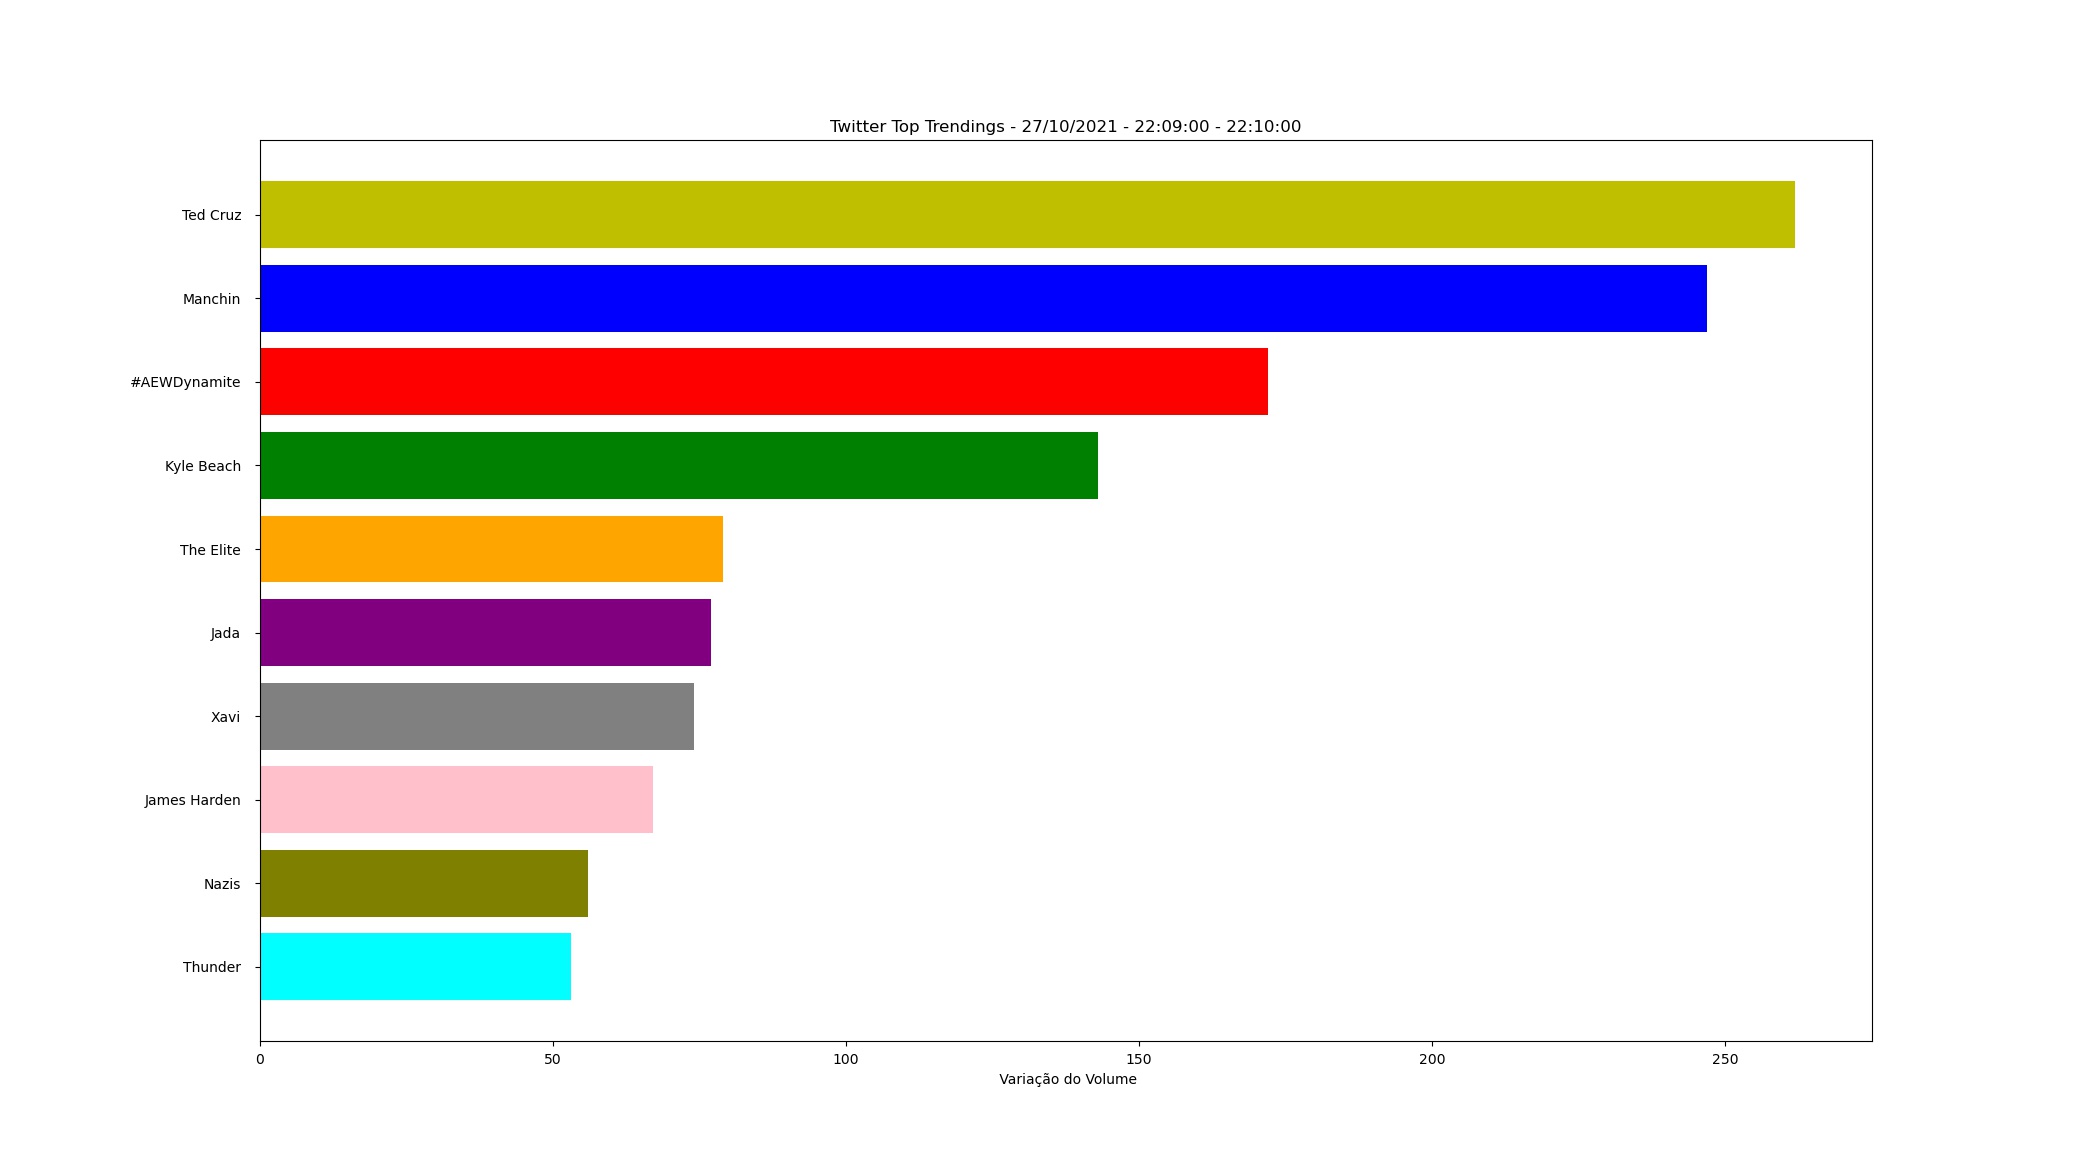 Twitter Top Trendings - 27/10/2021 - 22:09:00 - 22:10:00
Ted Cruz
Manchin
#AEWDynamite
Kyle Beach
The Elite
Jada
Xavi
James Harden
Nazis
Thunder
0 50 100 150 200 250
Variação do Volume